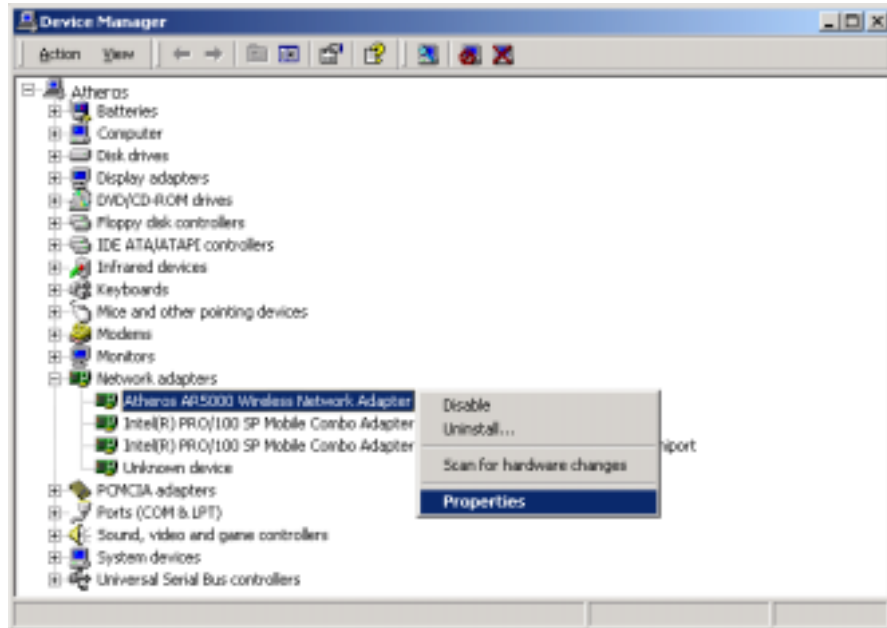 Device Manager
Action View
Atheros
Batteries
Computer
Disk drives
Display adapters
DVD/CD-ROM drives
Floppy disk controllers
IDE ATA/ATAPI controllers
Infrared devices
Keyboards
Mice and other pointing devices
Modems
Monitors
Network adapters
Atheros AR5000 Wireless Network Adapter
Intel(R) PRO/100 SP Mobile Combo Adapter
Intel(R) PRO/100 SP Mobile Combo Adapter niport
Unknown device
PCMCIA adapters
Ports (COM & LPT)
Sound, video and game controllers
System devices
Universal Serial Bus controllers
Disable
Uninstall...
Scan for hardware changes
Properties